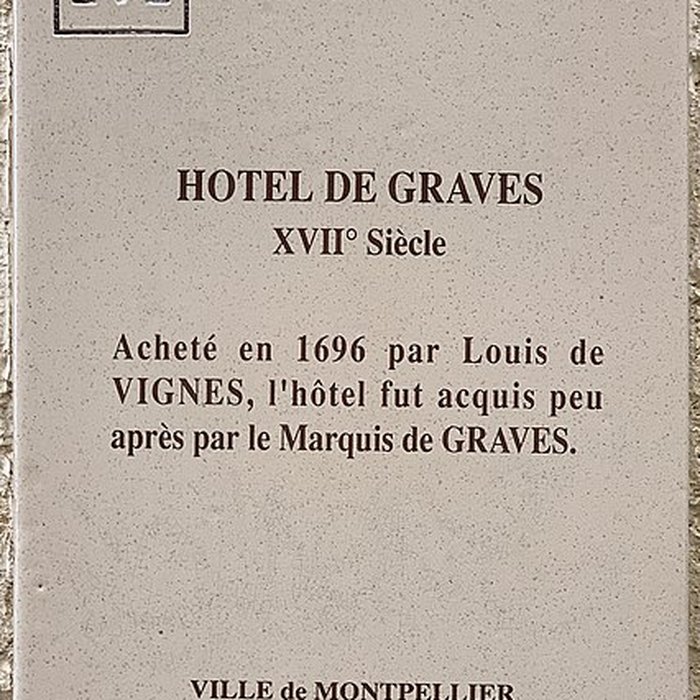 HOTEL DE GRAVES
XVII° Siècle
Acheté en 1696 par Louis de
VIGNES, l'hôtel fut acquis peu
après par le Marquis de GRAVES.
VILLE de MONTPELLIER